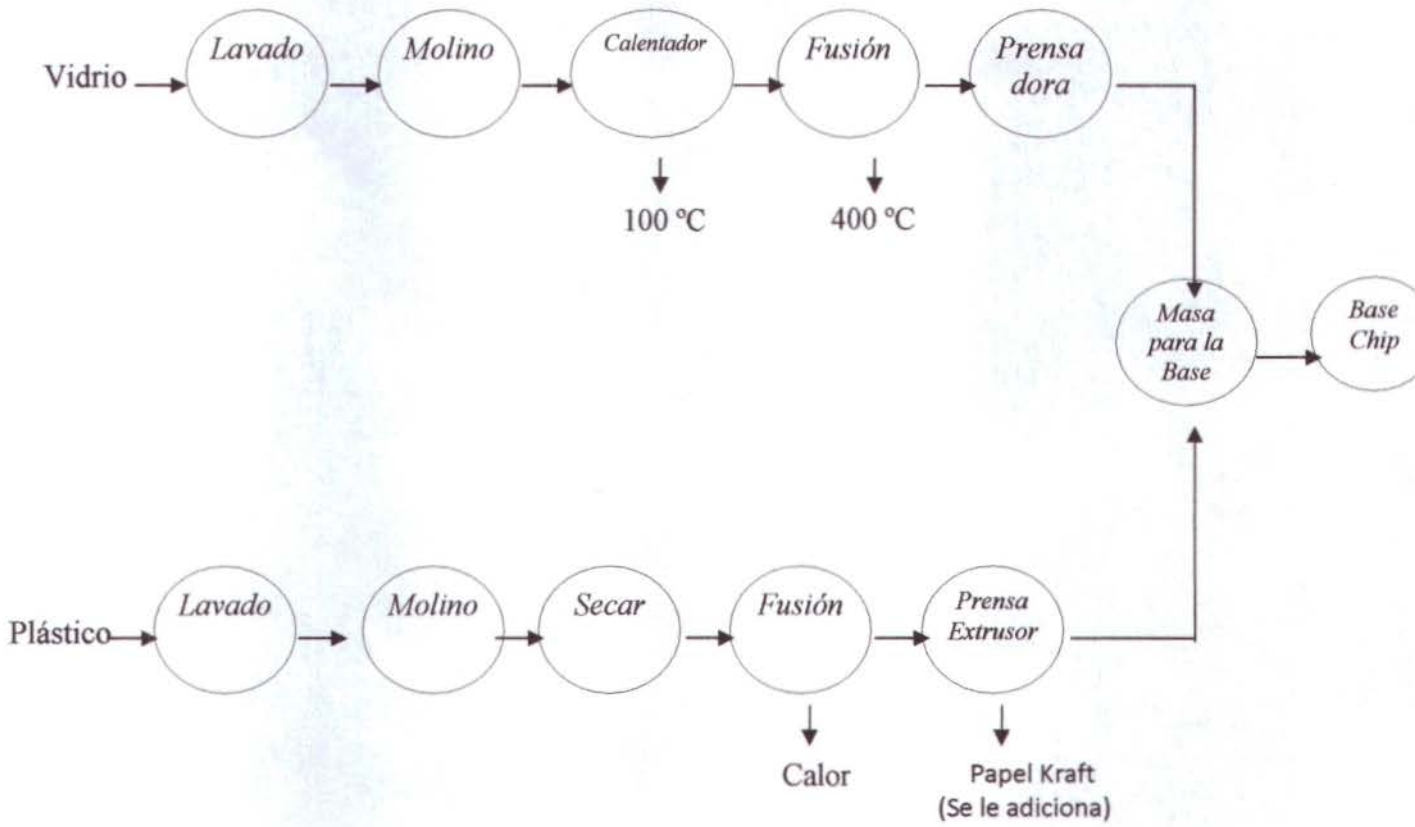 Vidrio
Lavado
Molino
Calentador
Fusión
Prensa
dora
100 ºC
400 ºC
Masa
para la
Base
Base
Chip
Plástico
Lavado
Molino
Secar
Fusión
Prensa
Extrusor
Calor
Papel Kraft
(Se le adiciona)